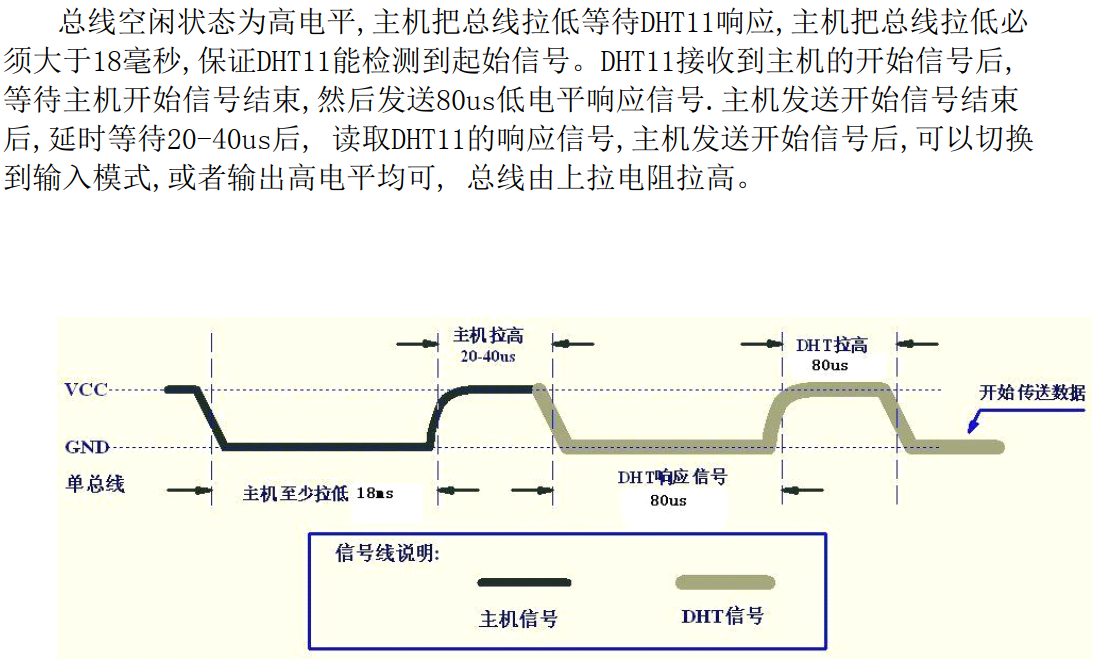 总线空闲状态为高电平,主机把总线拉低等待DHT11响应,主机把总线拉低必
须大于18毫秒,保证DHT11能检测到起始信号。DHT11接收到主机的开始信号后,
等待主机开始信号结束,然后发送80us低电平响应信号.主机发送开始信号结束
后,延时等待20-40us后, 读取DHT11的响应信号,主机发送开始信号后,可以切换
到输入模式,或者输出高电平均可, 总线由上拉电阻拉高。
主机拉高
20-40us
DHT拉高
80us
VCC
开始传送数据
GND
单总线
主机至少拉低 18ms
DHT响应信号
80us
信号线说明:
主机信号
DHT信号